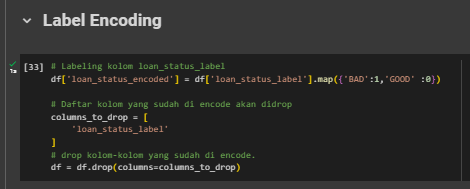 Label Encoding
[33] # Labeling kolom loan_status_label
1s df['loan_status_encoded'] = df['loan_status_label'].map({'BAD':1,'GOOD' :0})
# Daftar kolom yang sudah di encode akan didrop
columns_to_drop = [
'loan_status_label'
]
# drop kolom-kolom yang sudah di encode.
df = df.drop(columns=columns_to_drop)